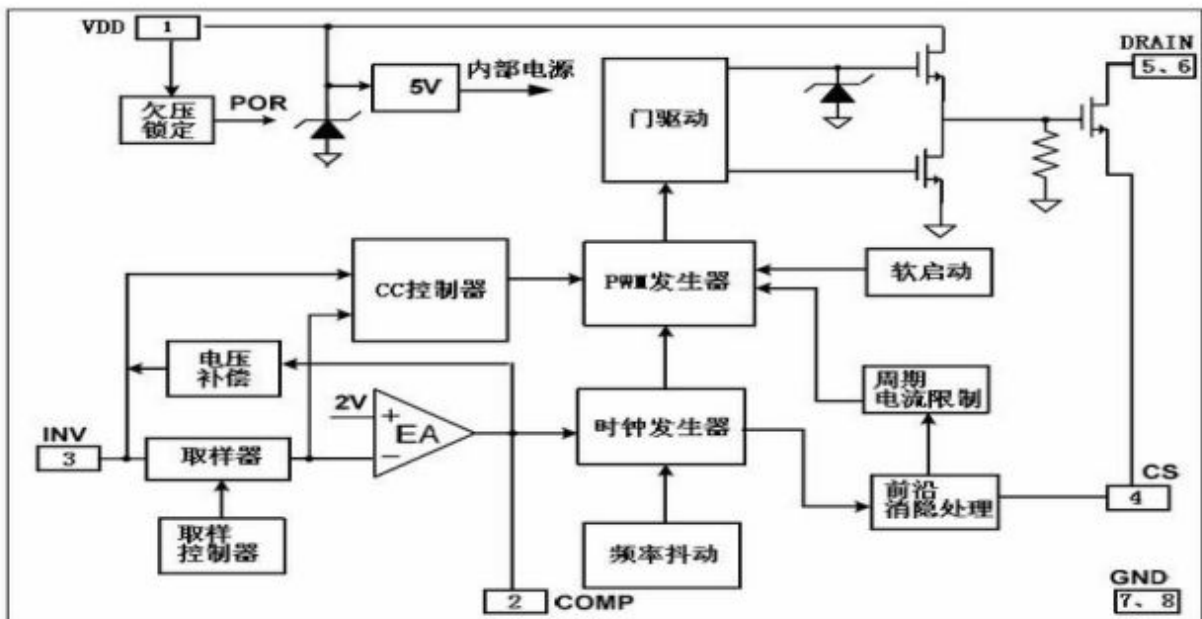 VDD
1
DRAIN
5、6
内部电源
5V
POR
欠压
锁定
门驱动
CC控制器
PWM发生器
软启动
电压
补偿
周期
电流限制
2V
+
EA
−
时钟发生器
INV
3
取样器
CS
4
前沿
消隐处理
取样
控制器
频率抖动
2
COMP
GND
7、8